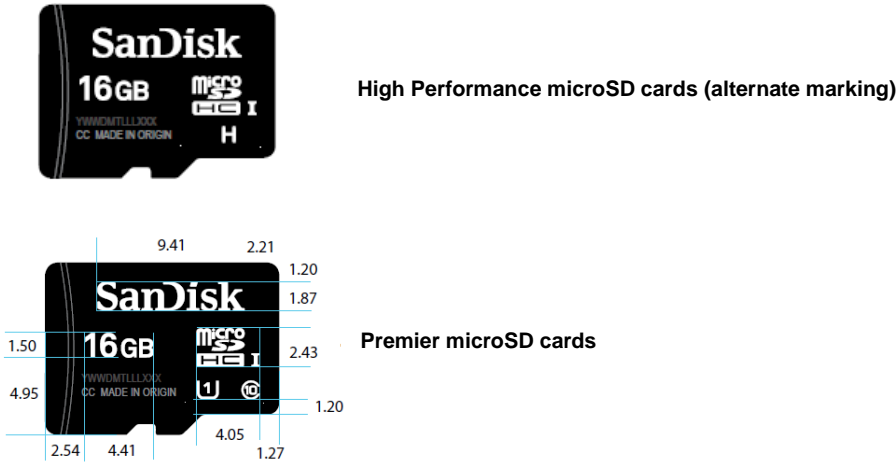 SanDisk
16GB
micro
SD
HC I
YWWDMTLLLXXX
CC MADE IN ORIGIN
H
High Performance microSD cards (alternate marking)
9.41
2.21
1.20
1.87
SanDisk
1.50
16GB
micro
SD
HC I
2.43
Premier microSD cards
YWWDMTLLLXXX
CC MADE IN ORIGIN
1
10
4.95
1.20
4.05
2.54
4.41
1.27